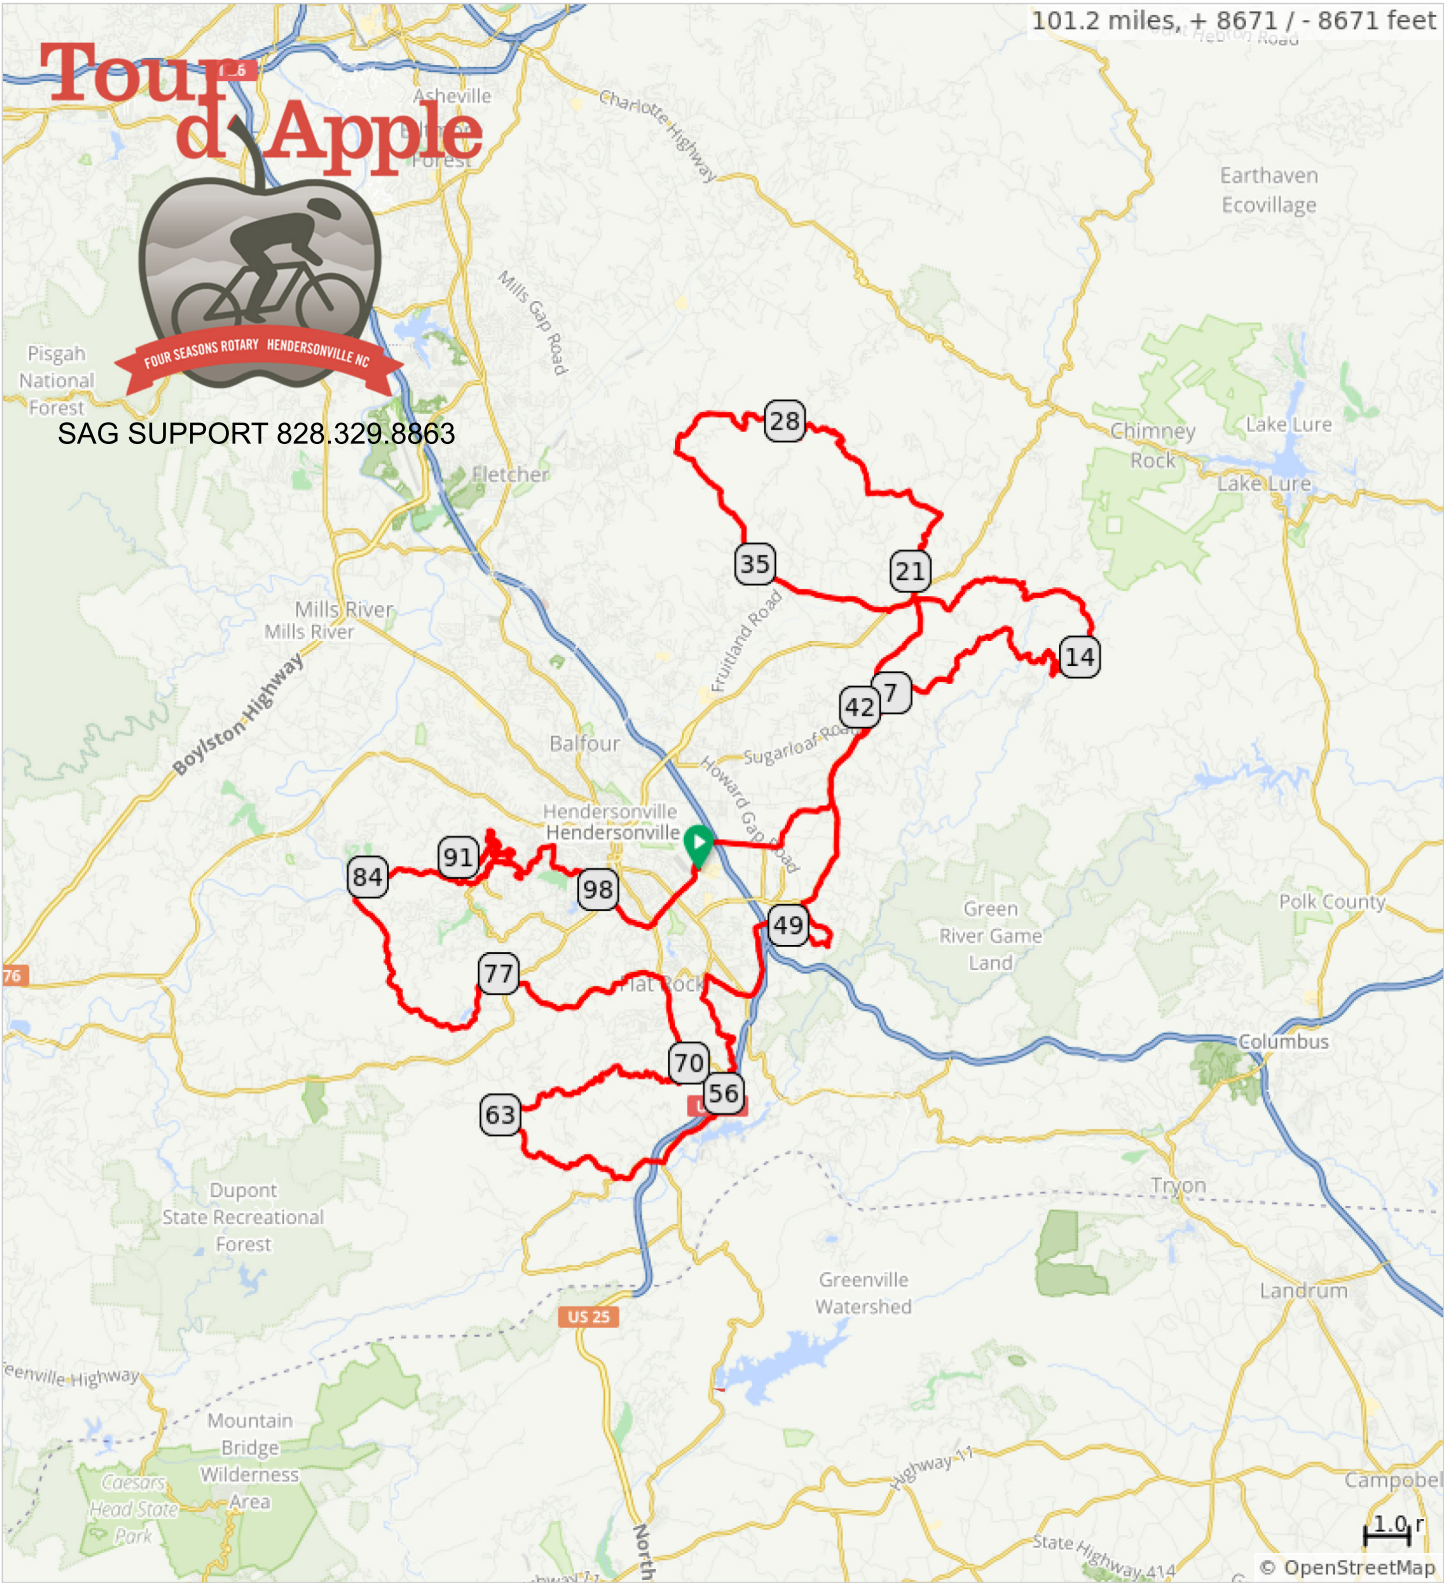 101.2 miles, + 8671 / - 8671 feet
Tour
d'Apple
FOUR SEASONS ROTARY HENDERSONVILLE NC
SAG SUPPORT 828.329.8863
Asheville
Forest
Charlotte Highway
Earthaven
Ecovillage
Mills Gap Road
Pisgah
National
Forest
Fletcher
Chimney
Rock
Lake Lure
Lake Lure
28
35
21
Mills River
Mills River
Fruitland Road
14
7
42
Boylston Highway
Balfour
Sugarloaf Road
Howard Gap Road
Hendersonville
Hendersonville
91
84
98
49
Green
River Game
Land
Polk County
76
77
Flat Rock
Columbus
70
56
63
Dupont
State Recreational
Forest
Tryon
Greenville
Watershed
Landrum
US 25
eenville Highway
Mountain
Bridge
Wilderness
Area
Caesars
Head State
Park
Highway 11
Campobel
North
State Highway 414
1.0 r
© OpenStreetMap